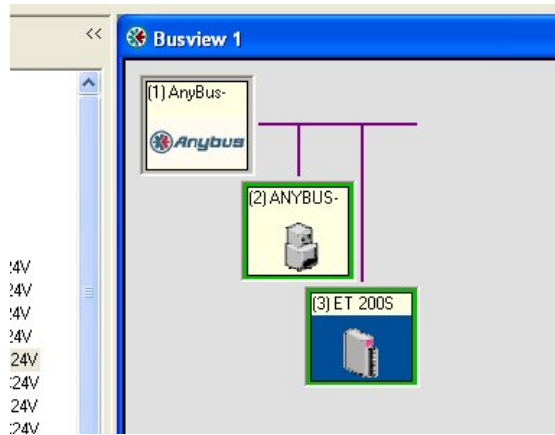 <<
Busview 1
(1) AnyBus-
Anybus
(2) ANYBUS-
(3) ET 200S
24V
24V
24V
24V
24V
:24V
24V
:24V